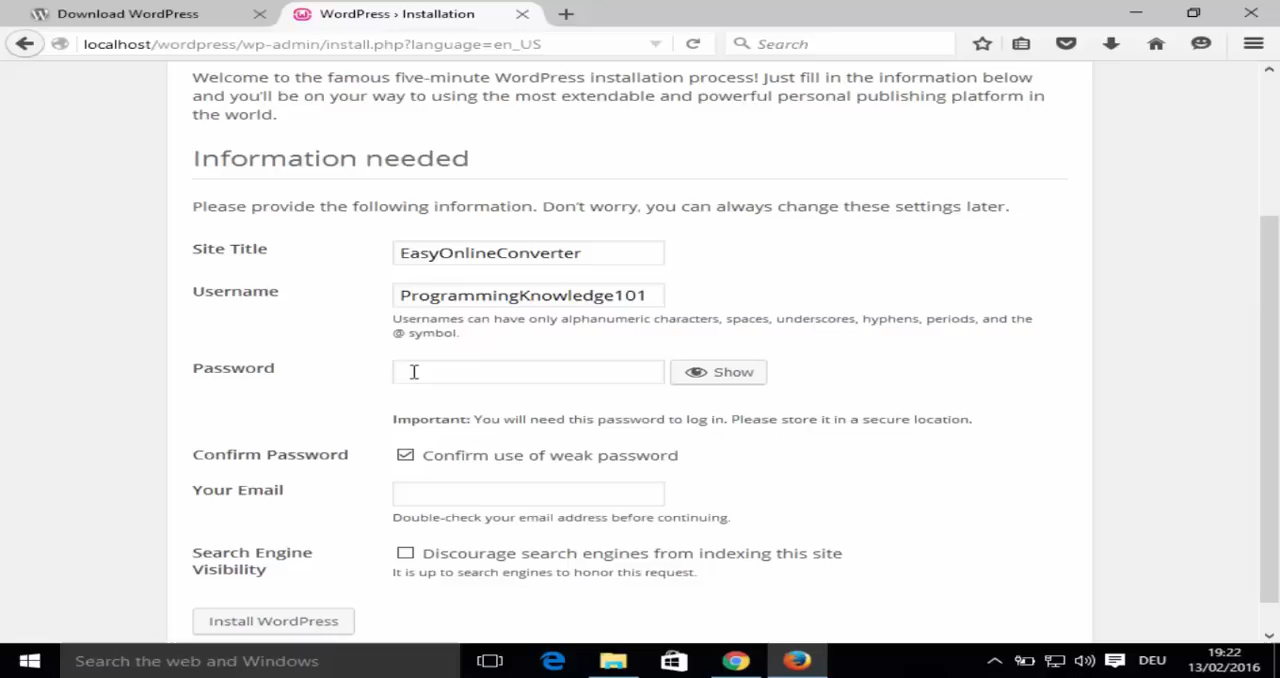 Download WordPress
WordPress › Installation
localhost/wordpress/wp-admin/install.php?language=en_US
Search
Welcome to the famous five-minute WordPress installation process! Just fill in the information below
and you'll be on your way to using the most extendable and powerful personal publishing platform in
the world.
Information needed
Please provide the following information. Don't worry, you can always change these settings later.
Site Title
EasyOnlineConverter
Username
ProgrammingKnowledge101
Usernames can have only alphanumeric characters, spaces, underscores, hyphens, periods, and the
@ symbol.
Password
Show
Important: You will need this password to log in. Please store it in a secure location.
Confirm Password
Confirm use of weak password
Your Email
Double-check your email address before continuing.
Search Engine
Visibility
Discourage search engines from indexing this site
It is up to search engines to honor this request.
Install WordPress
Search the web and Windows
DEU
19:22
13/02/2016